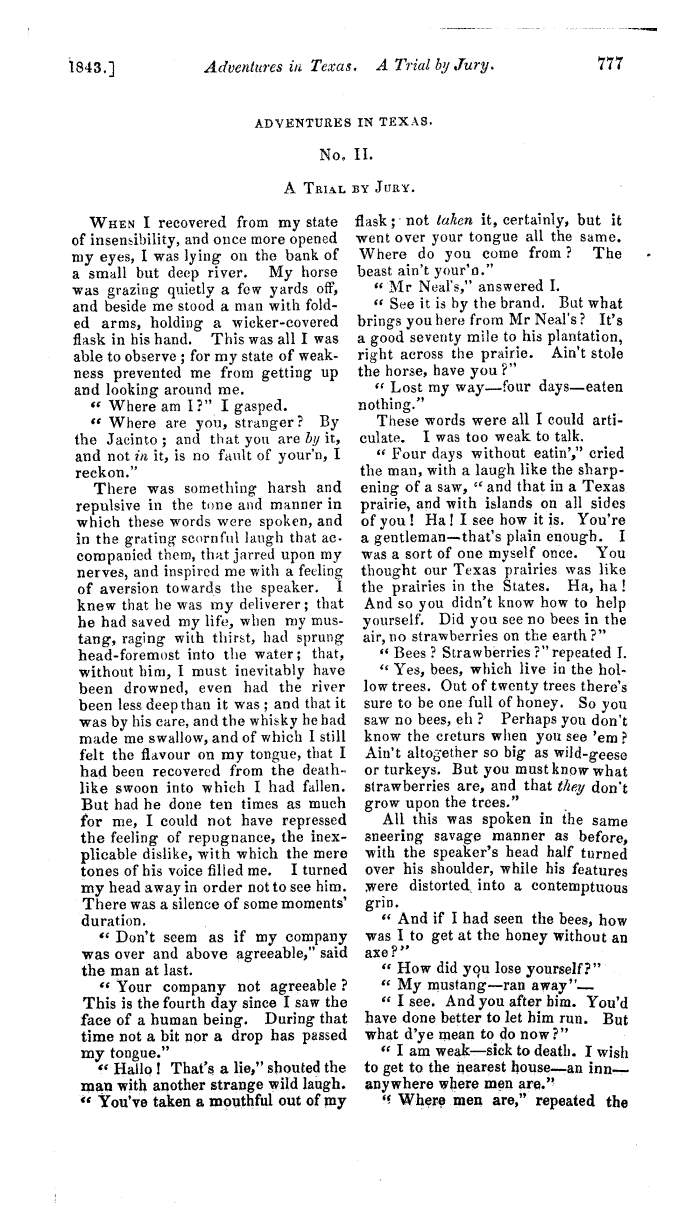 1843.] Adventures in Texas. A Trial by Jury. 777
ADVENTURES IN TEXAS.
No. II.
A TRIAL BY JURY.
WHEN I recovered from my state
of insensibility, and once more opened
my eyes, I was lying on the bank of
a small but deep river. My horse
was grazing quietly a few yards off,
and beside me stood a man with fold-
ed arms, holding a wicker-covered
flask in his hand. This was all I was
able to observe; for my state of weak-
ness prevented me from getting up
and looking around me.
"Where am I?" I gasped.
"Where are you, stranger? By
the Jacinto; and that you are by it,
and not in it, is no fault of your'n, I
reckon."
There was something harsh and
repulsive in the tone and manner in
which these words were spoken, and
in the grating scornful laugh that ac-
companied them, that jarred upon my
nerves, and inspired me with a feeling
of aversion towards the speaker. I
knew that he was my deliverer; that
he had saved my life, when my mus-
tang, raging with thirst, had sprung
head-foremost into the water; that,
without him, I must inevitably have
been drowned, even had the river
been less deep than it was; and that it
was by his care, and the whisky he had
made me swallow, and of which I still
felt the flavour on my tongue, that I
had been recovered from the death-
like swoon into which I had fallen.
But had he done ten times as much
for me, I could not have repressed
the feeling of repugnance, the inex-
plicable dislike, with which the mere
tones of his voice filled me. I turned
my head away in order not to see him.
There was a silence of some moments'
duration.
"Don't seem as if my company
was over and above agreeable," said
the man at last.
"Your company not agreeable?
This is the fourth day since I saw the
face of a human being. During that
time not a bit nor a drop has passed
my tongue."
"Hallo! That's a lie," shouted the
man with another strange wild laugh.
"You've taken a mouthful out of my
flask; not taken it, certainly, but it
went over your tongue all the same.
Where do you come from? The
beast ain't your'n."
"Mr Neal's," answered I.
"See it is by the brand. But what
brings you here from Mr Neal's? It's
a good seventy mile to his plantation,
right across the prairie. Ain't stole
the horse, have you?"
"Lost my way—four days—eaten
nothing."
These words were all I could arti-
culate. I was too weak to talk.
"Four days without eatin'," cried
the man, with a laugh like the sharp-
ening of a saw, "and that in a Texas
prairie, and with islands on all sides
of you! Ha! I see how it is. You're
a gentleman—that's plain enough. I
was a sort of one myself once. You
thought our Texas prairies was like
the prairies in the States. Ha, ha!
And so you didn't know how to help
yourself. Did you see no bees in the
air, no strawberries on the earth?"
"Bees? Strawberries?" repeated I.
"Yes, bees, which live in the hol-
low trees. Out of twenty trees there's
sure to be one full of honey. So you
saw no bees, eh? Perhaps you don't
know the creturs when you see 'em?
Ain't altogether so big as wild-geese
or turkeys. But you must know what
strawberries are, and that they don't
grow upon the trees."
All this was spoken in the same
sneering savage manner as before,
with the speaker's head half turned
over his shoulder, while his features
were distorted into a contemptuous
grin.
"And if I had seen the bees, how
was I to get at the honey without an
axe?"
"How did you lose yourself?"
"My mustang—ran away"—
"I see. And you after him. You'd
have done better to let him run. But
what d'ye mean to do now?"
"I am weak—sick to death. I wish
to get to the nearest house—an inn—
anywhere where men are."
"Where men are," repeated the